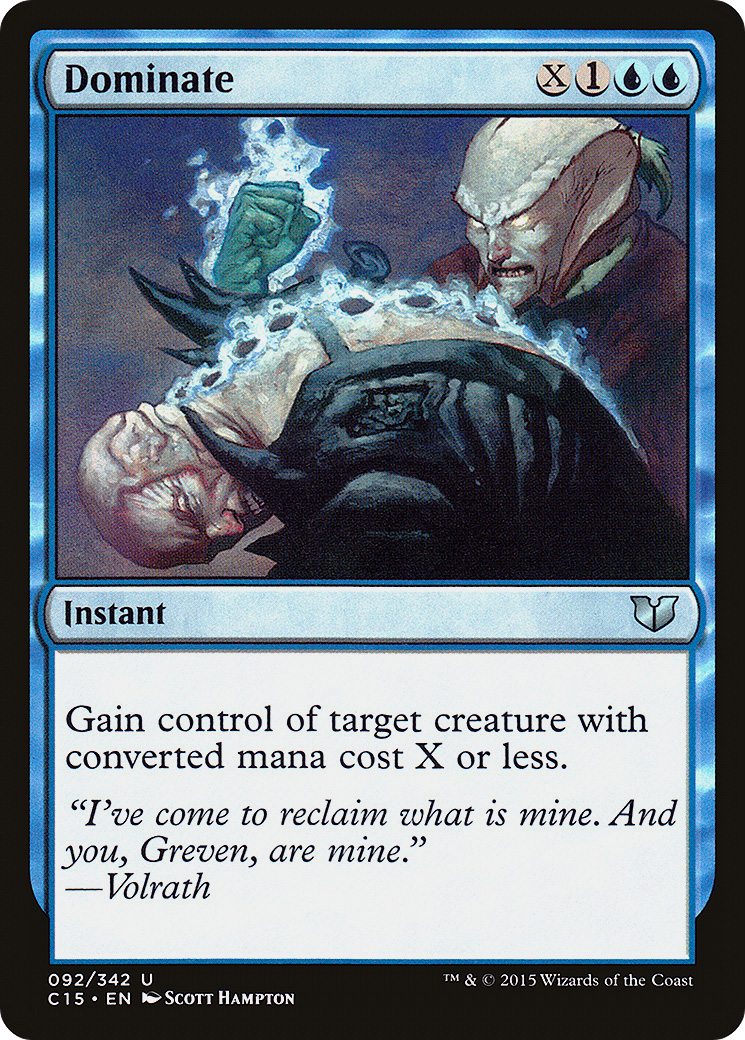 Dominate X1
Instant
Gain control of target creature with
converted mana cost X or less.
“I’ve come to reclaim what is mine. And
you, Greven, are mine.”
—Volrath
092/342 U
™ & © 2015 Wizards of the Coast
C15 • EN Scott Hampton